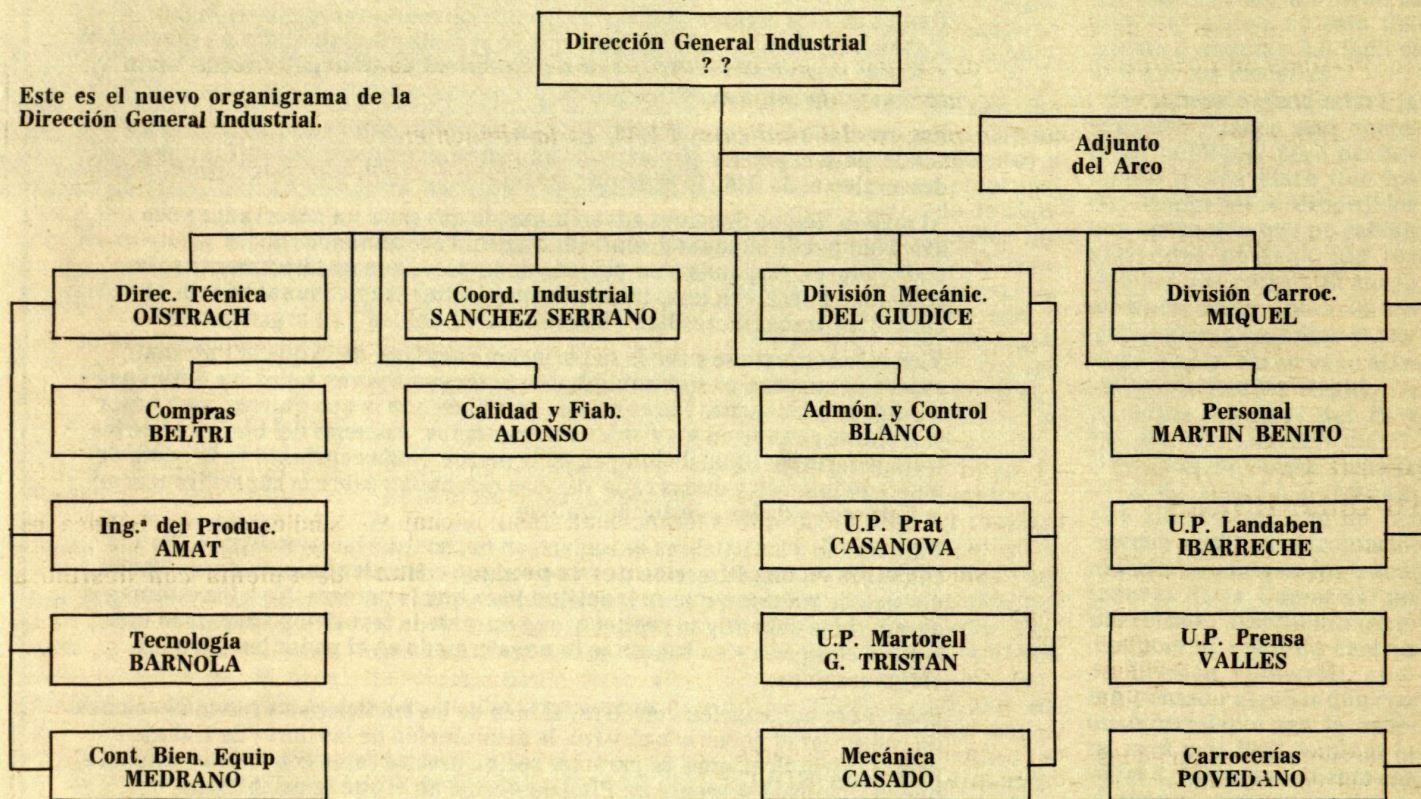 Dirección General Industrial
? ?
Este es el nuevo organigrama de la
Dirección General Industrial.
Adjunto
del Arco
Direc. Técnica
OISTRACH
Coord. Industrial
SANCHEZ SERRANO
División Mecánic.
DEL GIUDICE
División Carroc.
MIQUEL
Compras
BELTRI
Calidad y Fiab.
ALONSO
Admón. y Control
BLANCO
Personal
MARTIN BENITO
Ing.ª del Produc.
AMAT
U.P. Prat
CASANOVA
U.P. Landaben
IBARRECHE
Tecnología
BARNOLA
U.P. Martorell
G. TRISTAN
U.P. Prensa
VALLES
Cont. Bien. Equip
MEDRANO
Mecánica
CASADO
Carrocerías
POVEDANO